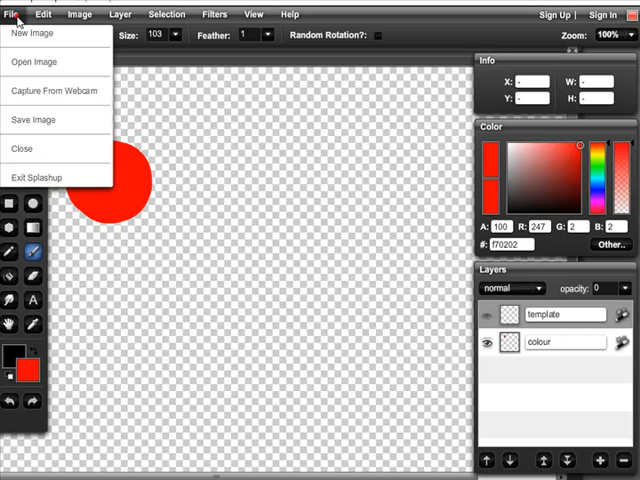 File Edit Image Layer Selection Filters View Help Sign Up Sign In
Size: 103 Feather: 1 Random Rotation?: Zoom: 100%
New Image
Open Image
Capture From Webcam
Save Image
Close
Exit Splashup
Info
X: - W: -
Y: - H: -
Color
A: 100 R: 247 G: 2 B: 2
#: f70202 Other..
Layers
normal opacity: 0
template
colour
A